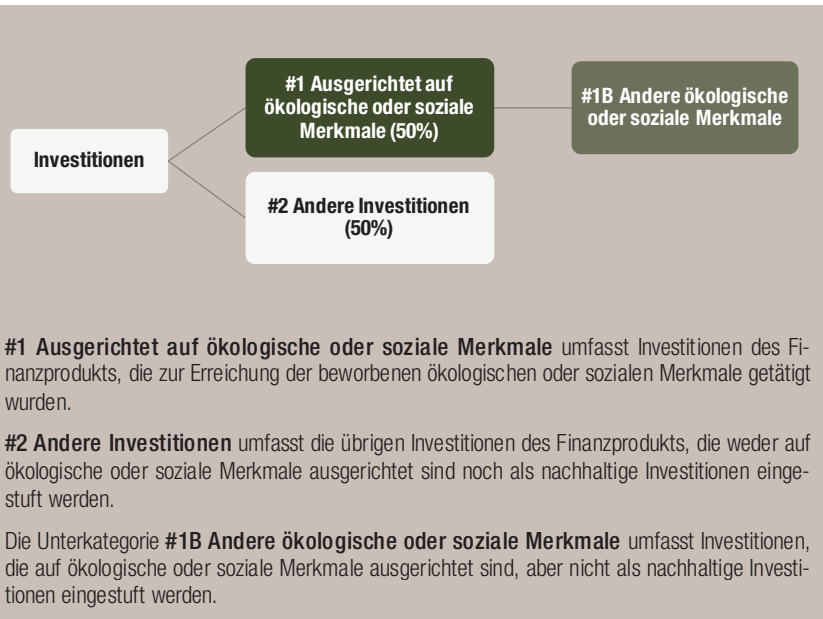 #1 Ausgerichtet auf
ökologische oder soziale
Merkmale (50%)
#1B Andere ökologische
oder soziale Merkmale
Investitionen
#2 Andere Investitionen
(50%)
#1 Ausgerichtet auf ökologische oder soziale Merkmale umfasst Investitionen des Fi-
nanzprodukts, die zur Erreichung der beworbenen ökologischen oder sozialen Merkmale getätigt
wurden.
#2 Andere Investitionen umfasst die übrigen Investitionen des Finanzprodukts, die weder auf
ökologische oder soziale Merkmale ausgerichtet sind noch als nachhaltige Investitionen einge-
stuft werden.
Die Unterkategorie #1B Andere ökologische oder soziale Merkmale umfasst Investitionen,
die auf ökologische oder soziale Merkmale ausgerichtet sind, aber nicht als nachhaltige Investi-
tionen eingestuft werden.